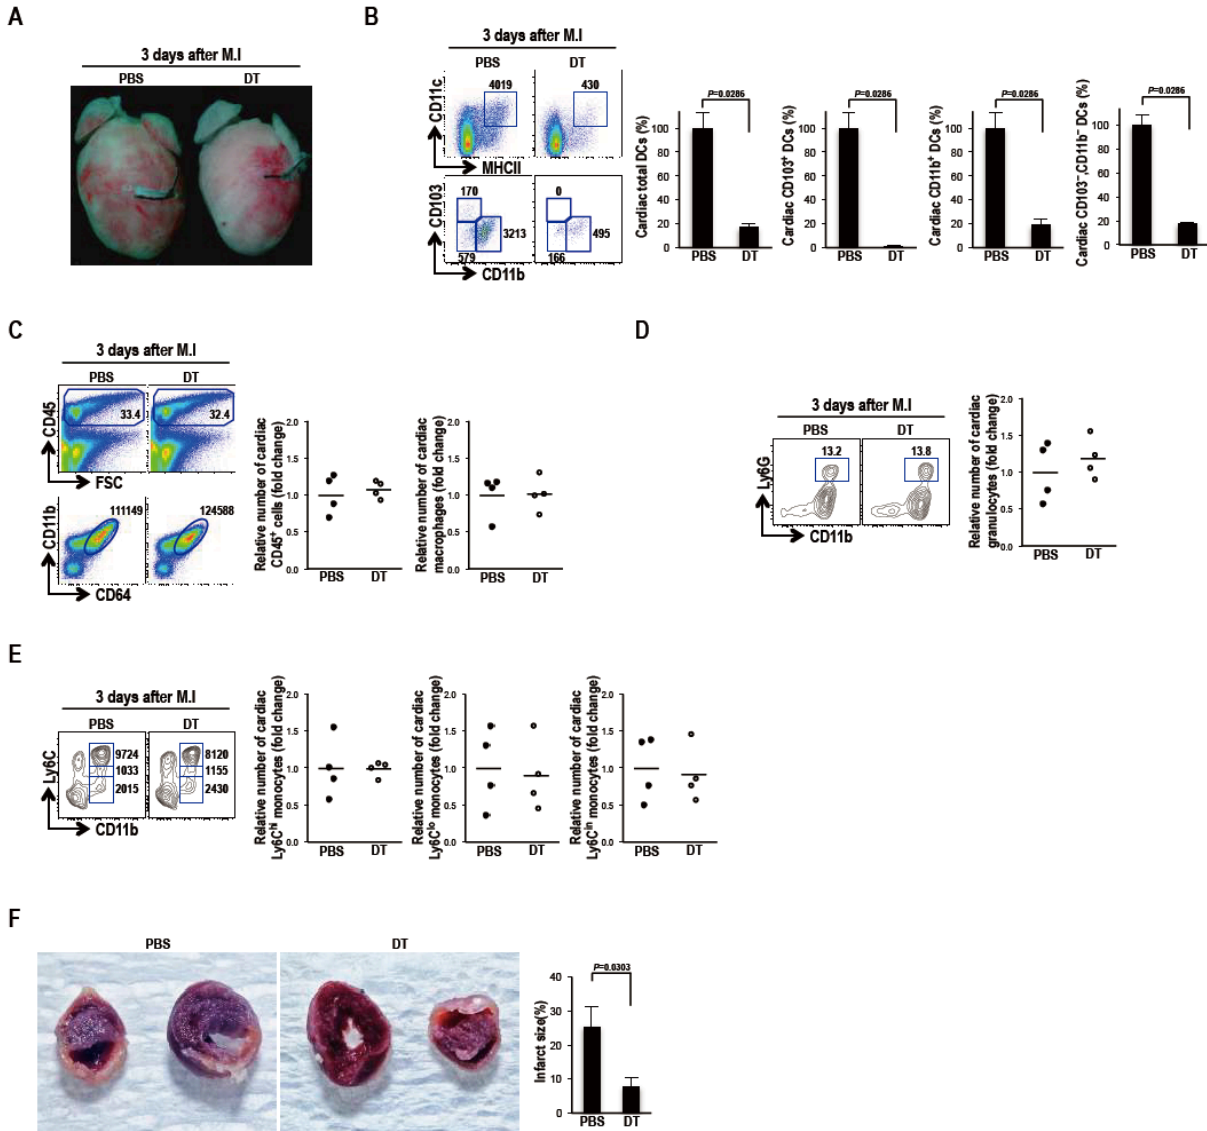 A
3 days after M.I
PBS DT
B
3 days after M.I
PBS DT
CD11c
4019 430
MHCII
CD103
170 0
3213 495
579 166
CD11b
Cardiac total DCs (%)
P=0.0286
100
80
60
40
20
0
PBS DT
Cardiac CD103+ DCs (%)
P=0.0286
100
80
60
40
20
0
PBS DT
Cardiac CD11b+ DCs (%)
P=0.0286
100
80
60
40
20
0
PBS DT
Cardiac CD103−,CD11b− DCs (%)
P=0.0286
100
80
60
40
20
0
PBS DT
C
3 days after M.I
PBS DT
CD45
33.4 32.4
FSC
CD11b
111149 124588
CD64
Relative number of cardiac
CD45+ cells (fold change)
2.0
1.5
1.0
0.5
0.0
PBS DT
Relative number of cardiac
macrophages (fold change)
2.0
1.5
1.0
0.5
0.0
PBS DT
D
3 days after M.I
PBS DT
Ly6G
13.2 13.8
CD11b
Relative number of cardiac
granulocytes (fold change)
2.0
1.5
1.0
0.5
0.0
PBS DT
E
3 days after M.I
PBS DT
Ly6C
9724 8120
1033 1155
2015 2430
CD11b
Relative number of cardiac
Ly6Chi monocytes (fold change)
2.0
1.5
1.0
0.5
0.0
PBS DT
Relative number of cardiac
Ly6Clo monocytes (fold change)
2.0
1.5
1.0
0.5
0.0
PBS DT
Relative number of cardiac
Ly6Cin monocytes (fold change)
2.0
1.5
1.0
0.5
0.0
PBS DT
F
PBS DT
Infarct size(%)
P=0.0303
40
30
20
10
0
PBS DT